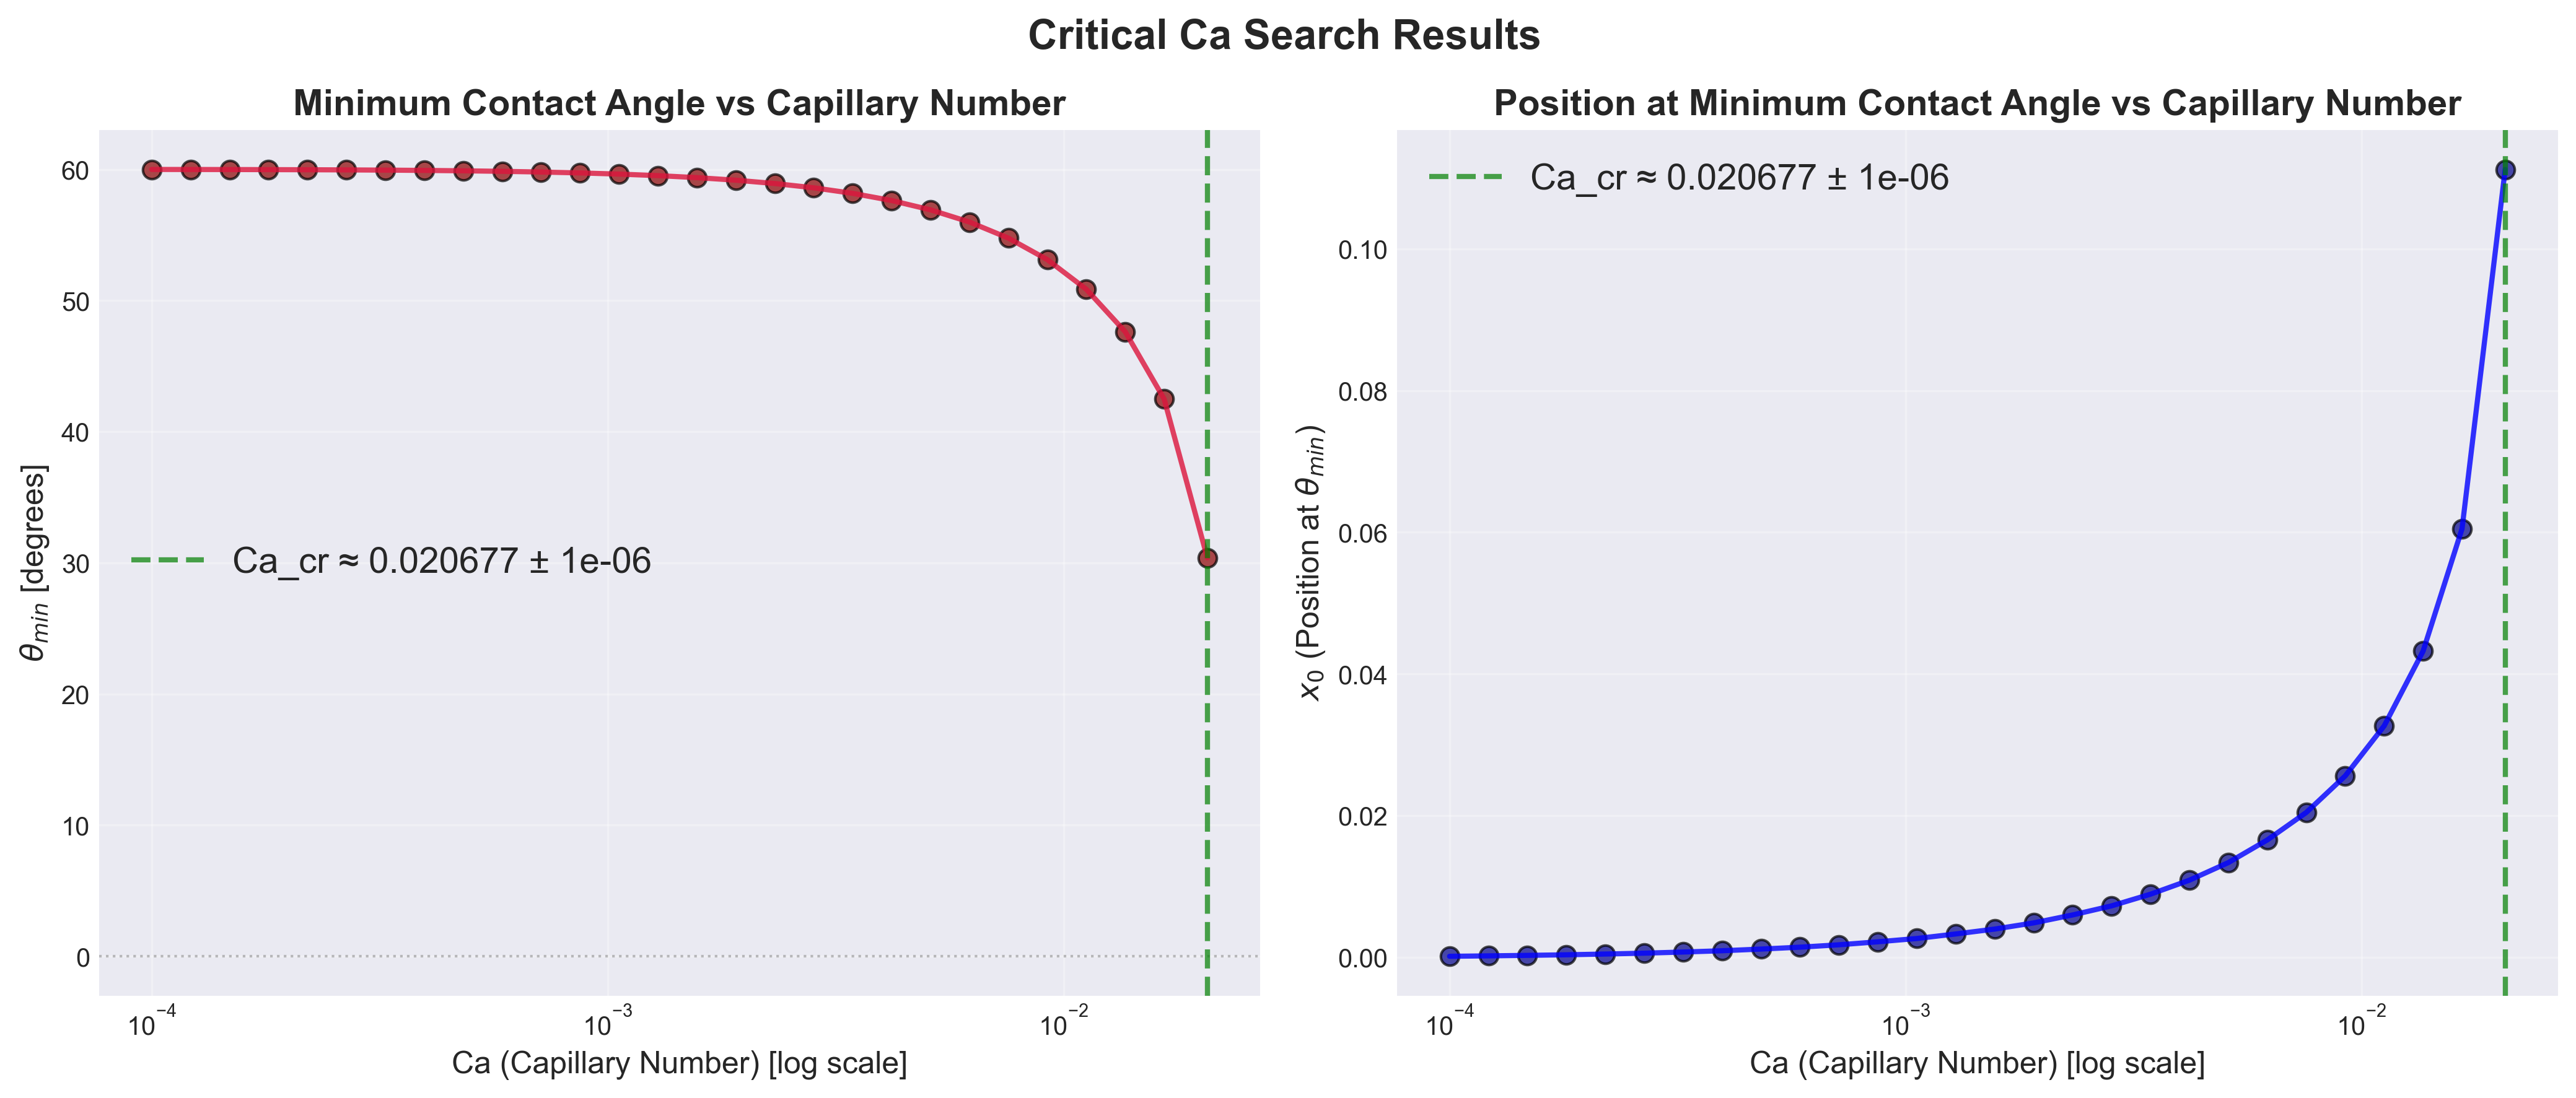 Critical Ca Search Results
Minimum Contact Angle vs Capillary Number
60
50
40
30
20
10
0
θ_min [degrees]
Ca_cr ≈ 0.020677 ± 1e-06
10⁻⁴
10⁻³
10⁻²
Ca (Capillary Number) [log scale]
Position at Minimum Contact Angle vs Capillary Number
Ca_cr ≈ 0.020677 ± 1e-06
0.10
0.08
0.06
0.04
0.02
0.00
x₀ (Position at θ_min)
10⁻⁴
10⁻³
10⁻²
Ca (Capillary Number) [log scale]